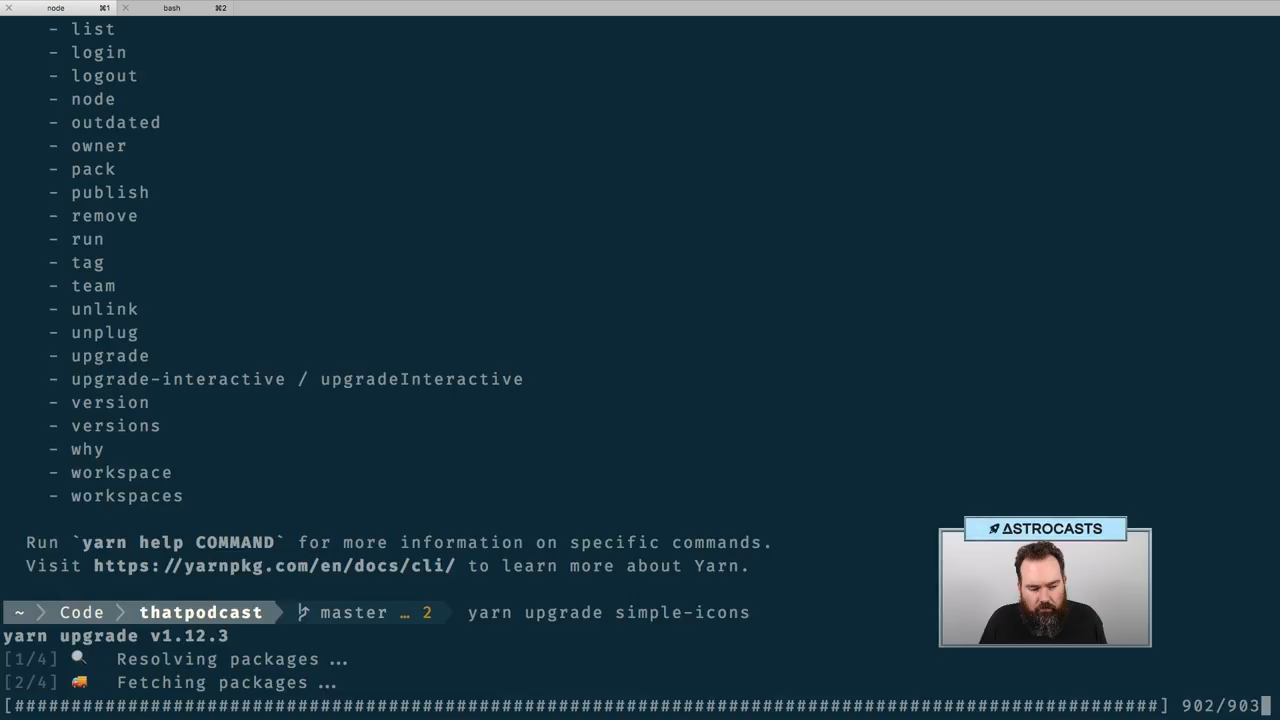 node ⌘1 bash ⌘2
- list
- login
- logout
- node
- outdated
- owner
- pack
- publish
- remove
- run
- tag
- team
- unlink
- unplug
- upgrade
- upgrade-interactive / upgradeInteractive
- version
- versions
- why
- workspace
- workspaces
Run `yarn help COMMAND` for more information on specific commands.
Visit https://yarnpkg.com/en/docs/cli/ to learn more about Yarn.
ΔSTROCASTS
~ Code thatpodcast master … 2 yarn upgrade simple-icons
yarn upgrade v1.12.3
[1/4] 🔍 Resolving packages ...
[2/4] 🚚 Fetching packages ...
[######################################################################################################] 902/903